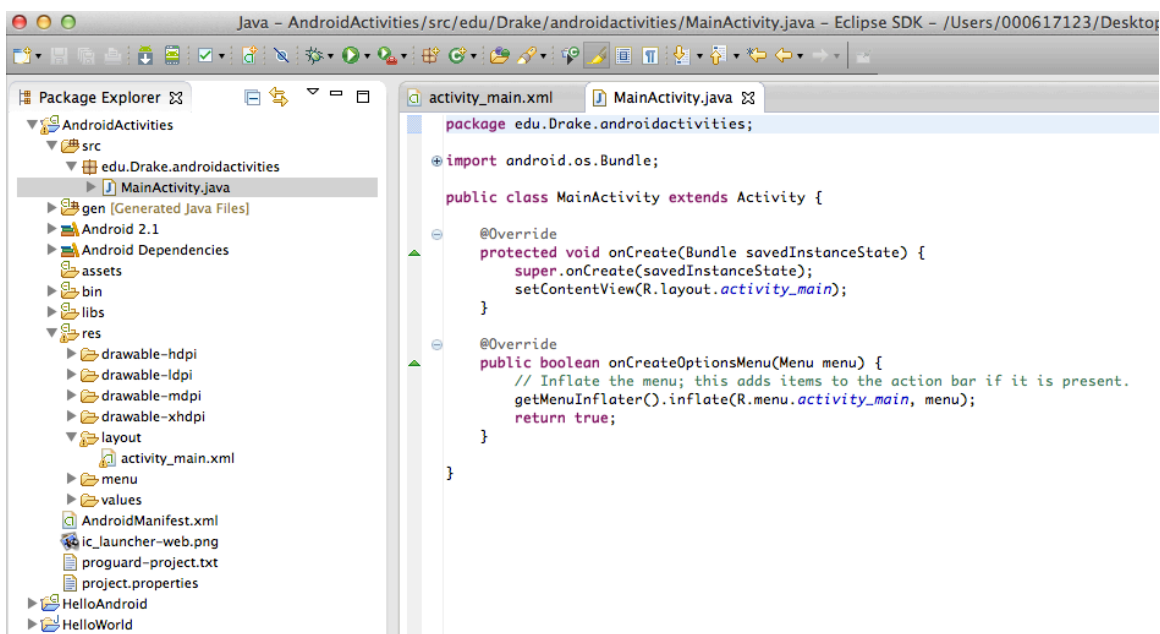 Java – AndroidActivities/src/edu/Drake/androidactivities/MainActivity.java – Eclipse SDK – /Users/000617123/Desktop
Package Explorer
AndroidActivities
src
edu.Drake.androidactivities
MainActivity.java
gen [Generated Java Files]
Android 2.1
Android Dependencies
assets
bin
libs
res
drawable-hdpi
drawable-ldpi
drawable-mdpi
drawable-xhdpi
layout
activity_main.xml
menu
values
AndroidManifest.xml
ic_launcher-web.png
proguard-project.txt
project.properties
HelloAndroid
HelloWorld
activity_main.xml
MainActivity.java
package edu.Drake.androidactivities;
import android.os.Bundle;
public class MainActivity extends Activity {
@Override
protected void onCreate(Bundle savedInstanceState) {
super.onCreate(savedInstanceState);
setContentView(R.layout.activity_main);
}
@Override
public boolean onCreateOptionsMenu(Menu menu) {
// Inflate the menu; this adds items to the action bar if it is present.
getMenuInflater().inflate(R.menu.activity_main, menu);
return true;
}
}